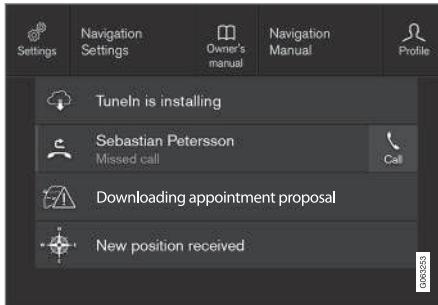 Settings
Navigation
Settings
Owner's
manual
Navigation
Manual
Profile
TuneIn is installing
Sebastian Petersson
Missed call
Call
Downloading appointment proposal
New position received
G063253